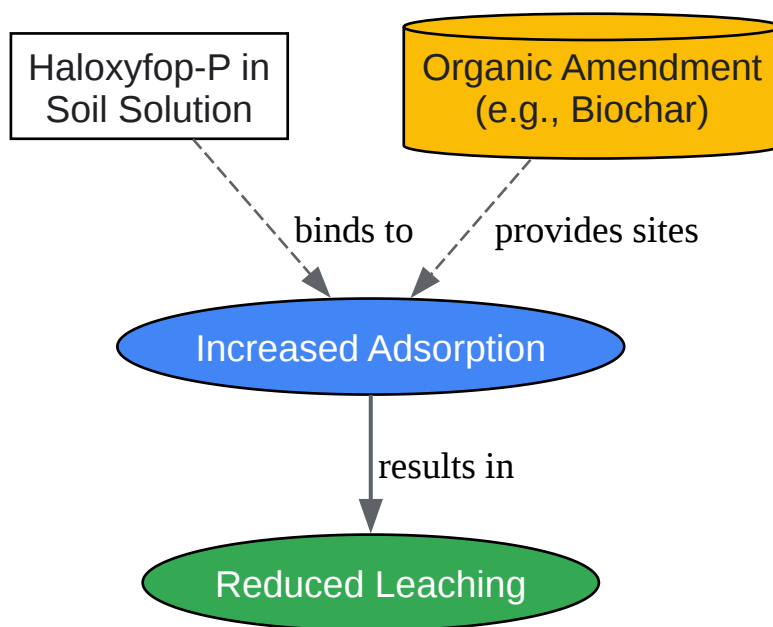 Haloxyfop-P in
Soil Solution
Organic Amendment
(e.g., Biochar)
binds to
provides sites
Increased Adsorption
results in
Reduced Leaching